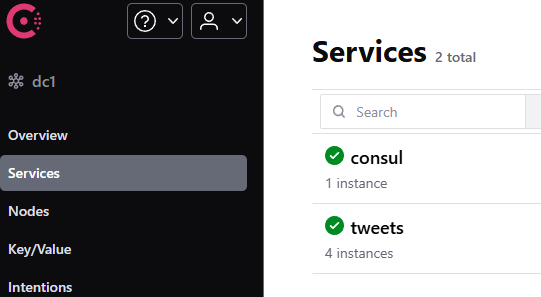 dc1
Overview
Services
Nodes
Key/Value
Intentions
Services 2 total
Search
consul
1 instance
tweets
4 instances